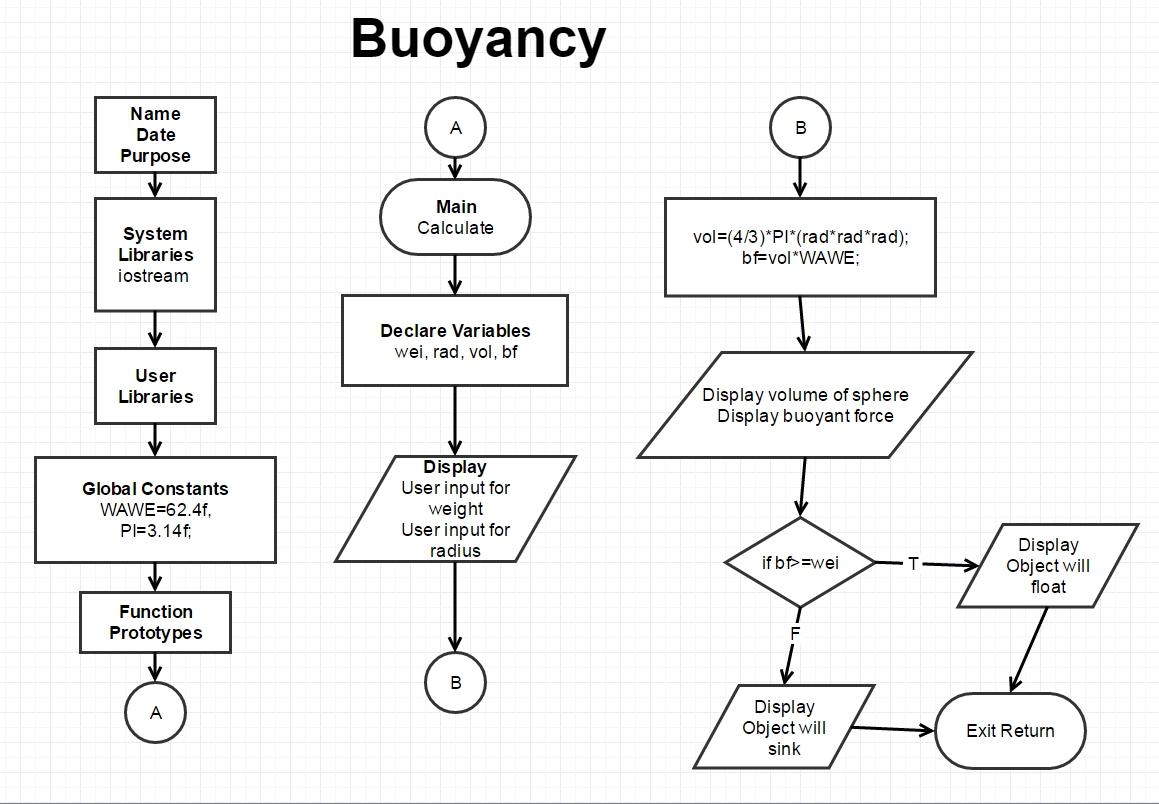 Buoyancy
Name
Date
Purpose
System
Libraries
iostream
User
Libraries
Global Constants
WAWE=62.4f,
PI=3.14f;
Function
Prototypes
A
A
Main
Calculate
Declare Variables
wei, rad, vol, bf
Display
User input for
weight
User input for
radius
B
B
vol=(4/3)*PI*(rad*rad*rad);
bf=vol*WAWE;
Display volume of sphere
Display buoyant force
if bf>=wei
T
Display
Object will
float
F
Display
Object will
sink
Exit Return